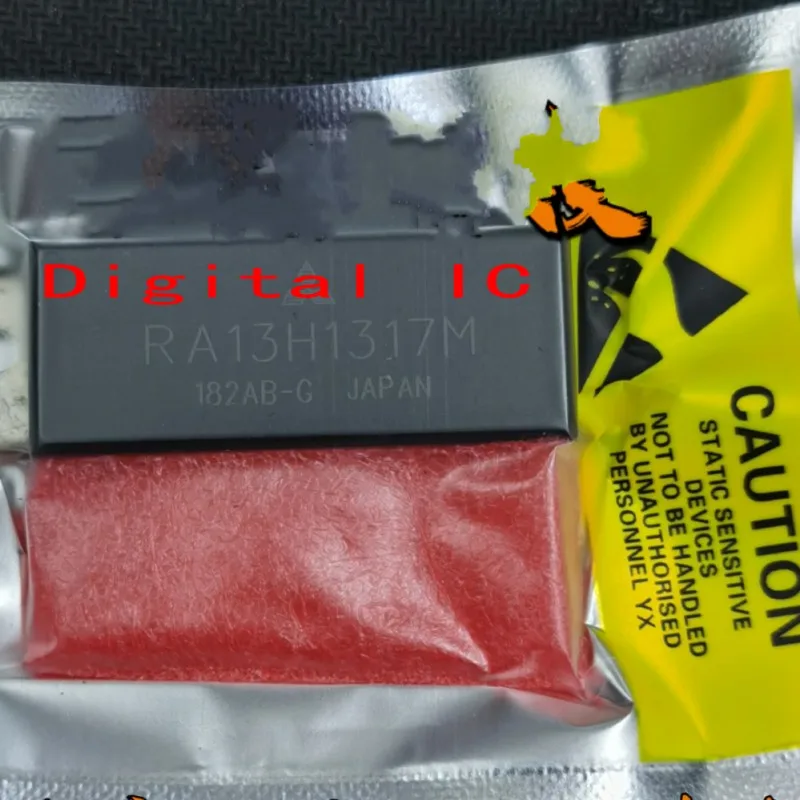 Digital IC
RA13H1317M
182AB-G JAPAN
CAUTION
STATIC SENSITIVE
DEVICES
NOT TO BE HANDLED
BY UNAUTHORISED
PERSONNEL YX